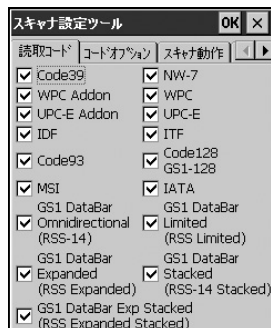 スキャナ設定ツール OK ×
読取コード コードオプション スキャナ動作
Code39 NW-7
WPC Addon WPC
UPC-E Addon UPC-E
IDF ITF
Code93 Code128 GS1-128
MSI IATA
GS1 DataBar Omnidirectional (RSS-14)
GS1 DataBar Limited (RSS Limited)
GS1 DataBar Expanded (RSS Expanded)
GS1 DataBar Stacked (RSS-14 Stacked)
GS1 DataBar Exp Stacked
(RSS Expanded Stacked)